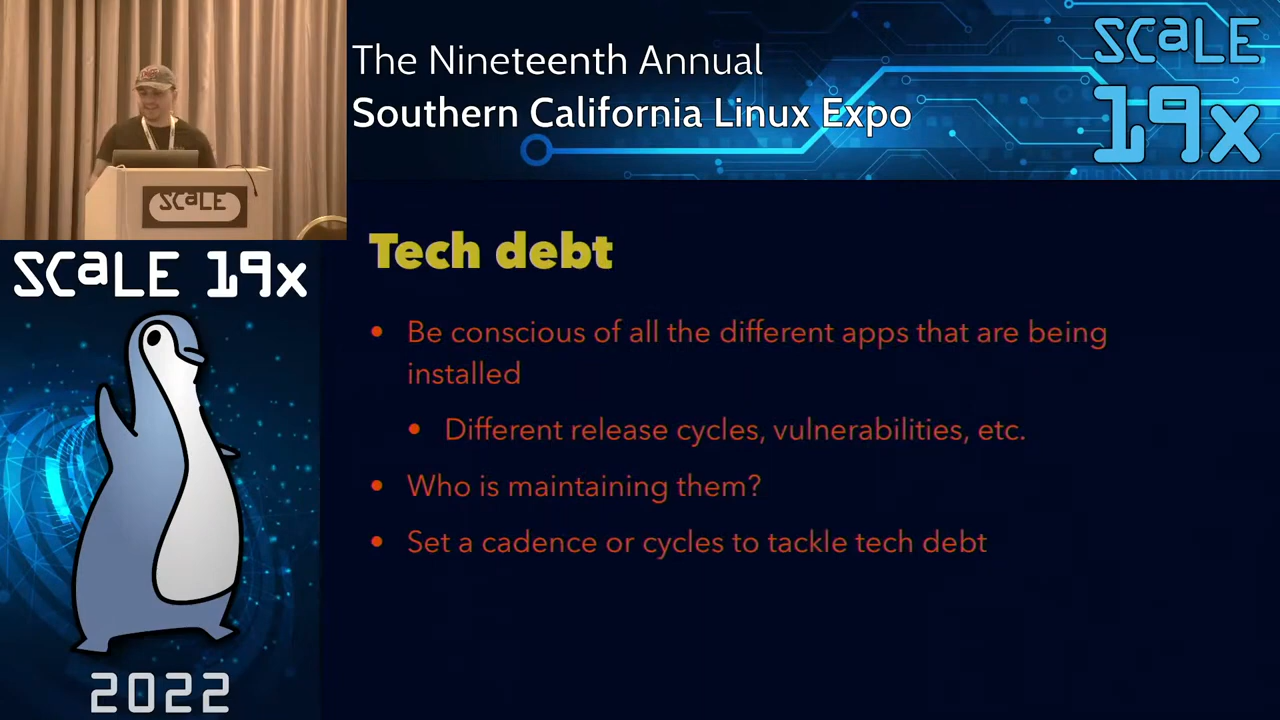 The Nineteenth Annual
Southern California Linux Expo
SCaLE
19x
SCaLE
SCaLE 19x
2022
Tech debt
• Be conscious of all the different apps that are being
installed
• Different release cycles, vulnerabilities, etc.
• Who is maintaining them?
• Set a cadence or cycles to tackle tech debt